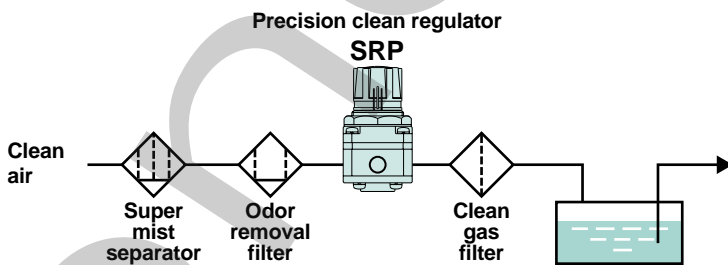 Precision clean regulator
SRP
Clean
air
Super
mist
separator
Odor
removal
filter
Clean
gas
filter